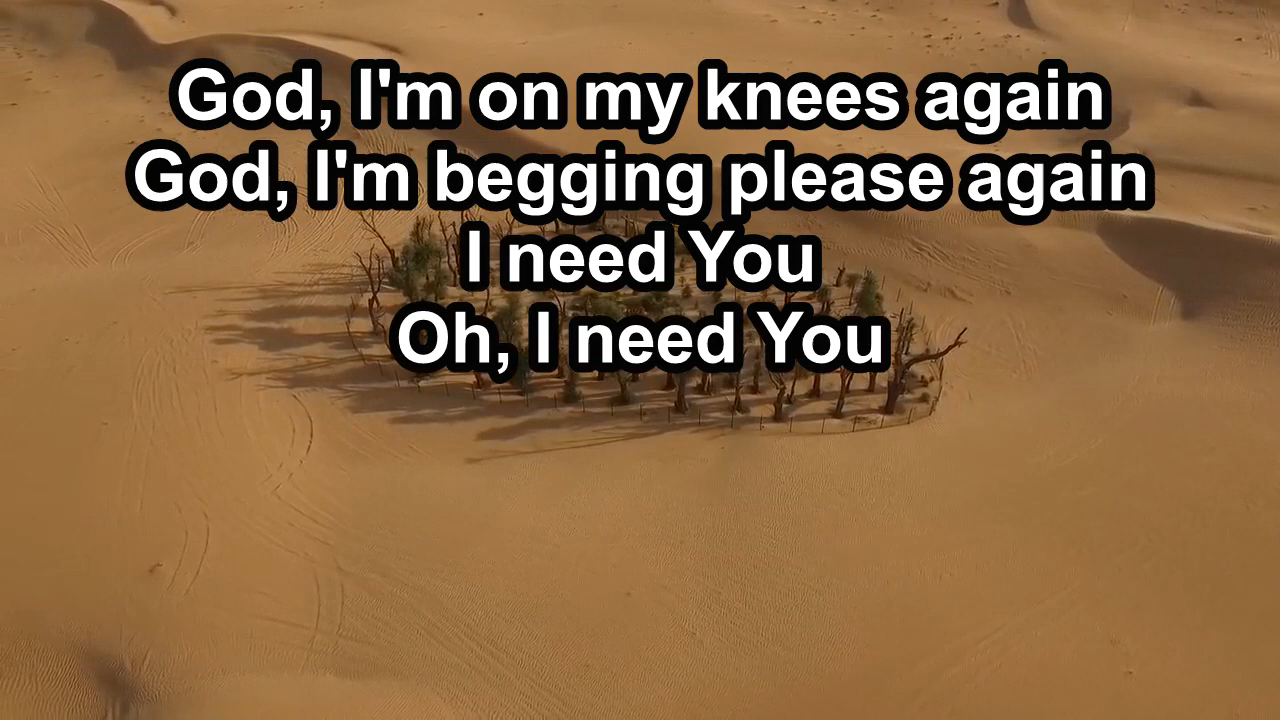 God, I'm on my knees again
God, I'm begging please again
I need You
Oh, I need You